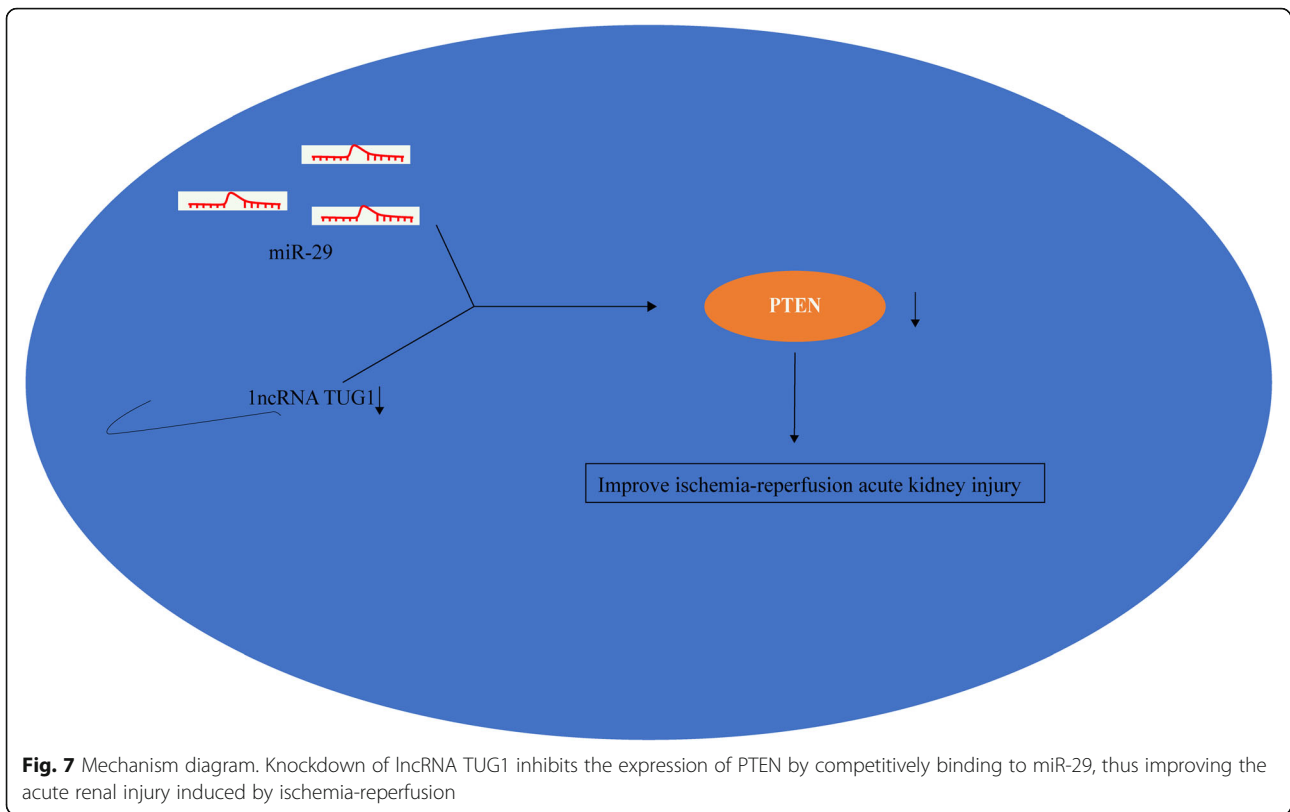 miR-29
PTEN
lncRNA TUG1
Improve ischemia-reperfusion acute kidney injury
Fig. 7 Mechanism diagram. Knockdown of lncRNA TUG1 inhibits the expression of PTEN by competitively binding to miR-29, thus improving the
acute renal injury induced by ischemia-reperfusion